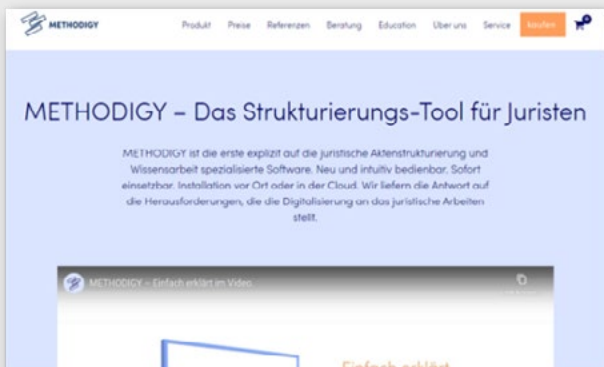 METHODIGY
Produkt Preise Referenzen Beratung Education Über uns Service kaufen
METHODIGY – Das Strukturierungs-Tool für Juristen
METHODIGY ist die erste explizit auf die juristische Aktenstrukturierung und
Wissensarbeit spezialisierte Software. Neu und intuitiv bedienbar. Sofort
einsetzbar. Installation vor Ort oder in der Cloud. Wir liefern die Antwort auf
die Herausforderungen, die die Digitalisierung an das juristische Arbeiten
stellt.
METHODIGY – Einfach erklärt im Video
Einfach erklärt